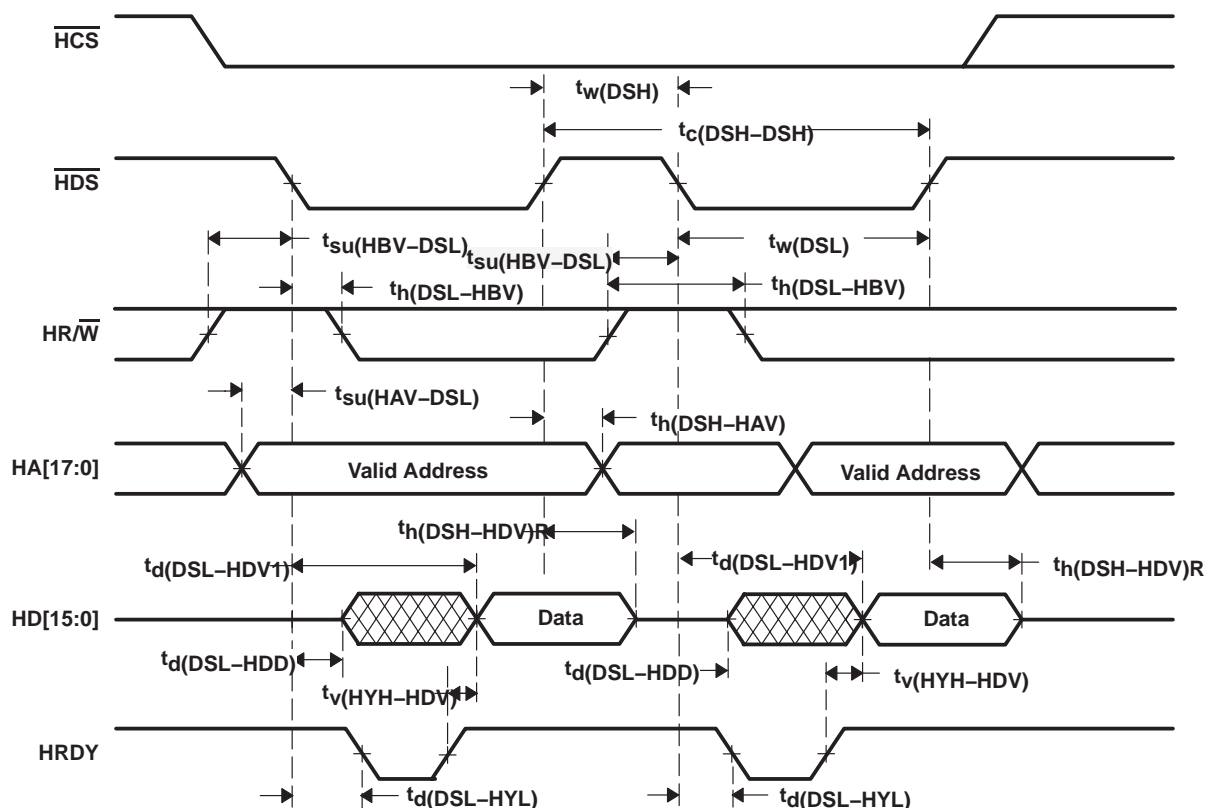 HCS
tw(DSH)
tc(DSH–DSH)
HDS
tsu(HBV–DSL)
tsu(HBV–DSL)
tw(DSL)
th(DSL–HBV)
th(DSL–HBV)
HR/W
tsu(HAV–DSL)
th(DSH–HAV)
HA[17:0]
Valid Address
Valid Address
th(DSH–HDV)R
td(DSL–HDV1)
td(DSL–HDV1)
th(DSH–HDV)R
HD[15:0]
Data
Data
td(DSL–HDD)
td(DSL–HDD)
tv(HYH–HDV)
tv(HYH–HDV)
HRDY
td(DSL–HYL)
td(DSL–HYL)